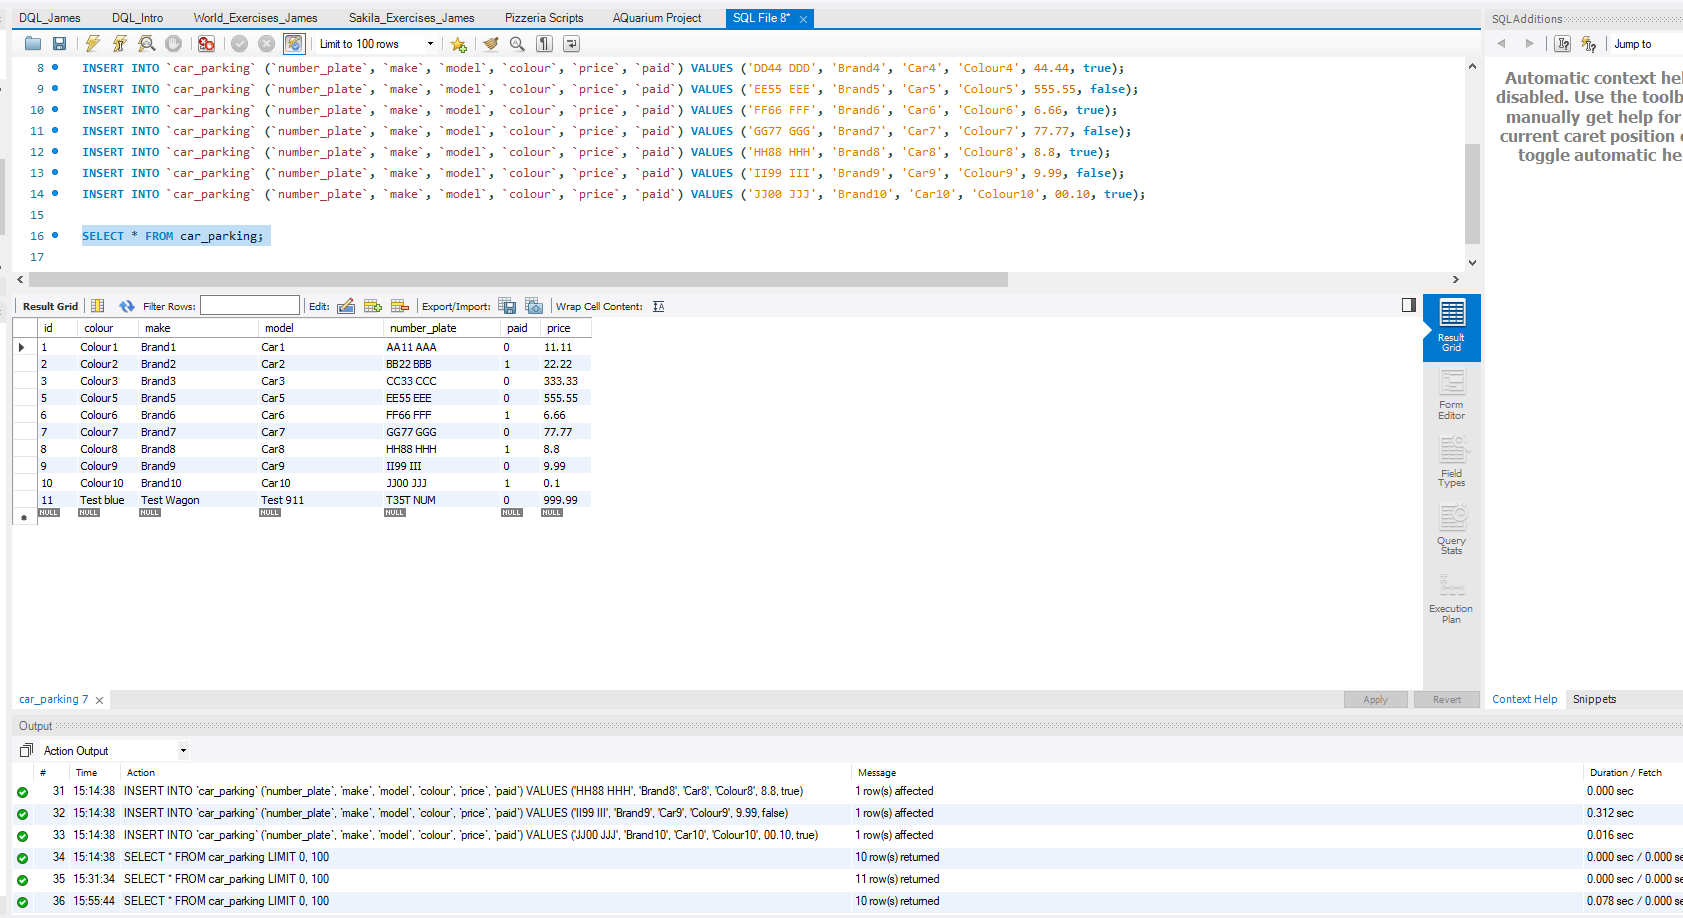 DQL_James DQL_Intro World_Exercises_James Sakila_Exercises_James Pizzeria Scripts AQuarium Project SQL File 8* SQLAdditions
Limit to 100 rows Jump to
8 INSERT INTO `car_parking` (`number_plate`, `make`, `model`, `colour`, `price`, `paid`) VALUES ('DD44 DDD', 'Brand4', 'Car4', 'Colour4', 44.44, true);
9 INSERT INTO `car_parking` (`number_plate`, `make`, `model`, `colour`, `price`, `paid`) VALUES ('EE55 EEE', 'Brand5', 'Car5', 'Colour5', 555.55, false);
10 INSERT INTO `car_parking` (`number_plate`, `make`, `model`, `colour`, `price`, `paid`) VALUES ('FF66 FFF', 'Brand6', 'Car6', 'Colour6', 6.66, true);
11 INSERT INTO `car_parking` (`number_plate`, `make`, `model`, `colour`, `price`, `paid`) VALUES ('GG77 GGG', 'Brand7', 'Car7', 'Colour7', 77.77, false);
12 INSERT INTO `car_parking` (`number_plate`, `make`, `model`, `colour`, `price`, `paid`) VALUES ('HH88 HHH', 'Brand8', 'Car8', 'Colour8', 8.8, true);
13 INSERT INTO `car_parking` (`number_plate`, `make`, `model`, `colour`, `price`, `paid`) VALUES ('II99 III', 'Brand9', 'Car9', 'Colour9', 9.99, false);
14 INSERT INTO `car_parking` (`number_plate`, `make`, `model`, `colour`, `price`, `paid`) VALUES ('JJ00 JJJ', 'Brand10', 'Car10', 'Colour10', 00.10, true);
15
16 SELECT * FROM car_parking;
17
Automatic context hel
disabled. Use the toolb
manually get help for
current caret position
toggle automatic he
Result Grid Filter Rows: Edit: Export/Import: Wrap Cell Content:
id colour make model number_plate paid price
1 Colour1 Brand1 Car1 AA11 AAA 0 11.11
2 Colour2 Brand2 Car2 BB22 BBB 1 22.22
3 Colour3 Brand3 Car3 CC33 CCC 0 333.33
5 Colour5 Brand5 Car5 EE55 EEE 0 555.55
6 Colour6 Brand6 Car6 FF66 FFF 1 6.66
7 Colour7 Brand7 Car7 GG77 GGG 0 77.77
8 Colour8 Brand8 Car8 HH88 HHH 1 8.8
9 Colour9 Brand9 Car9 II99 III 0 9.99
10 Colour10 Brand10 Car10 JJ00 JJJ 1 0.1
11 Test blue Test Wagon Test 911 T35T NUM 0 999.99
NULL NULL NULL NULL NULL NULL NULL
Result
Grid
Form
Editor
Field
Types
Query
Stats
Execution
Plan
car_parking 7 Apply Revert Context Help Snippets
Output
Action Output
# Time Action Message Duration / Fetch
31 15:14:38 INSERT INTO `car_parking` (`number_plate`, `make`, `model`, `colour`, `price`, `paid`) VALUES ('HH88 HHH', 'Brand8', 'Car8', 'Colour8', 8.8, true) 1 row(s) affected 0.000 sec
32 15:14:38 INSERT INTO `car_parking` (`number_plate`, `make`, `model`, `colour`, `price`, `paid`) VALUES ('II99 III', 'Brand9', 'Car9', 'Colour9', 9.99, false) 1 row(s) affected 0.312 sec
33 15:14:38 INSERT INTO `car_parking` (`number_plate`, `make`, `model`, `colour`, `price`, `paid`) VALUES ('JJ00 JJJ', 'Brand10', 'Car10', 'Colour10', 00.10, true) 1 row(s) affected 0.016 sec
34 15:14:38 SELECT * FROM car_parking LIMIT 0, 100 10 row(s) returned 0.000 sec / 0.000 se
35 15:31:34 SELECT * FROM car_parking LIMIT 0, 100 11 row(s) returned 0.000 sec / 0.000 se
36 15:55:44 SELECT * FROM car_parking LIMIT 0, 100 10 row(s) returned 0.078 sec / 0.000 se